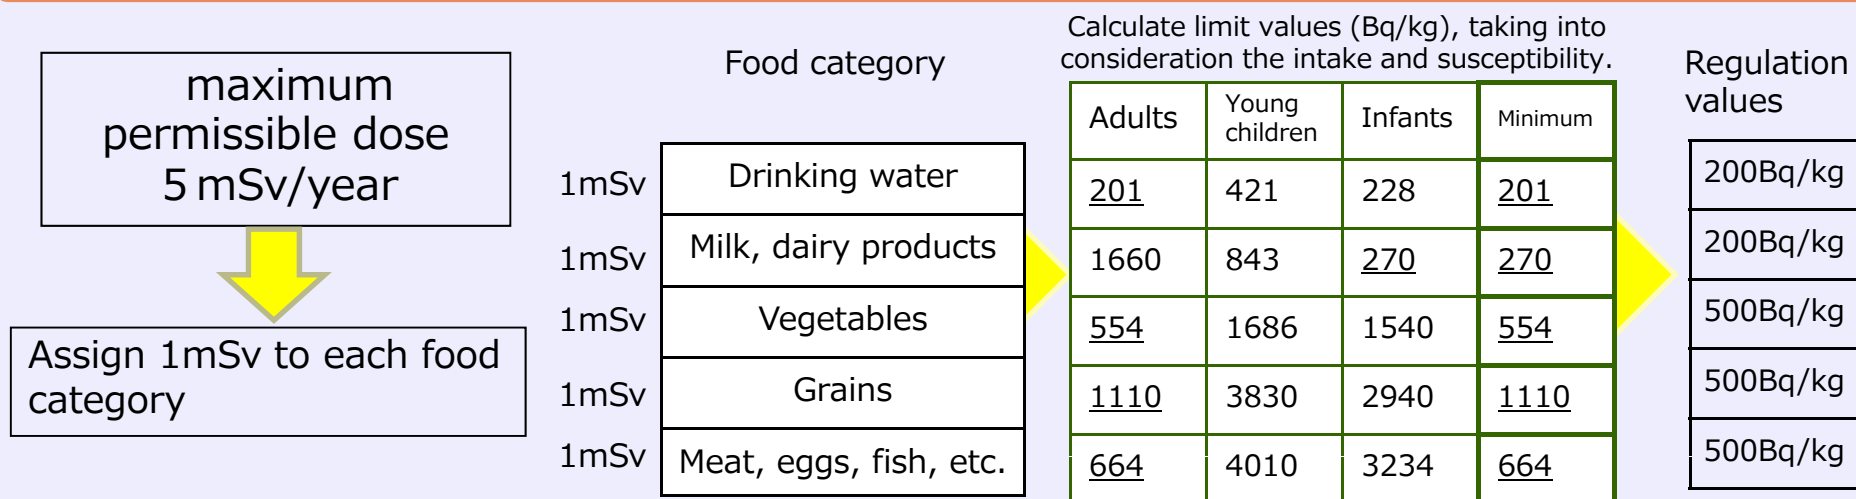 maximum
permissible dose
5 mSv/year
Assign 1mSv to each food
category
Food category
1mSv Drinking water
1mSv Milk, dairy products
1mSv Vegetables
1mSv Grains
1mSv Meat, eggs, fish, etc.
Calculate limit values (Bq/kg), taking into
consideration the intake and susceptibility.
Adults Young children Infants Minimum
201 421 228 201
1660 843 270 270
554 1686 1540 554
1110 3830 2940 1110
664 4010 3234 664
Regulation
values
200Bq/kg
200Bq/kg
500Bq/kg
500Bq/kg
500Bq/kg